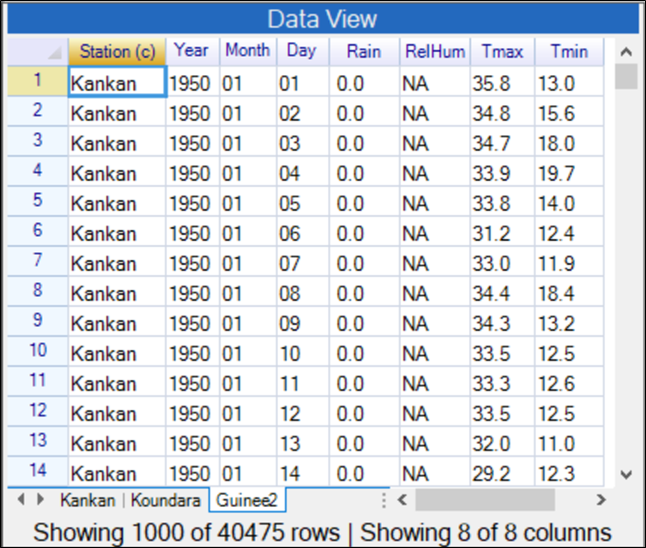 Data View
Station (c) Year Month Day Rain RelHum Tmax Tmin
1 Kankan 1950 01 01 0.0 NA 35.8 13.0
2 Kankan 1950 01 02 0.0 NA 34.8 15.6
3 Kankan 1950 01 03 0.0 NA 34.7 18.0
4 Kankan 1950 01 04 0.0 NA 33.9 19.7
5 Kankan 1950 01 05 0.0 NA 33.8 14.0
6 Kankan 1950 01 06 0.0 NA 31.2 12.4
7 Kankan 1950 01 07 0.0 NA 33.0 11.9
8 Kankan 1950 01 08 0.0 NA 34.4 18.4
9 Kankan 1950 01 09 0.0 NA 34.3 13.2
10 Kankan 1950 01 10 0.0 NA 33.5 12.5
11 Kankan 1950 01 11 0.0 NA 33.3 12.6
12 Kankan 1950 01 12 0.0 NA 33.5 12.5
13 Kankan 1950 01 13 0.0 NA 32.0 11.0
14 Kankan 1950 01 14 0.0 NA 29.2 12.3
Kankan | Koundara Guinee2
Showing 1000 of 40475 rows | Showing 8 of 8 columns